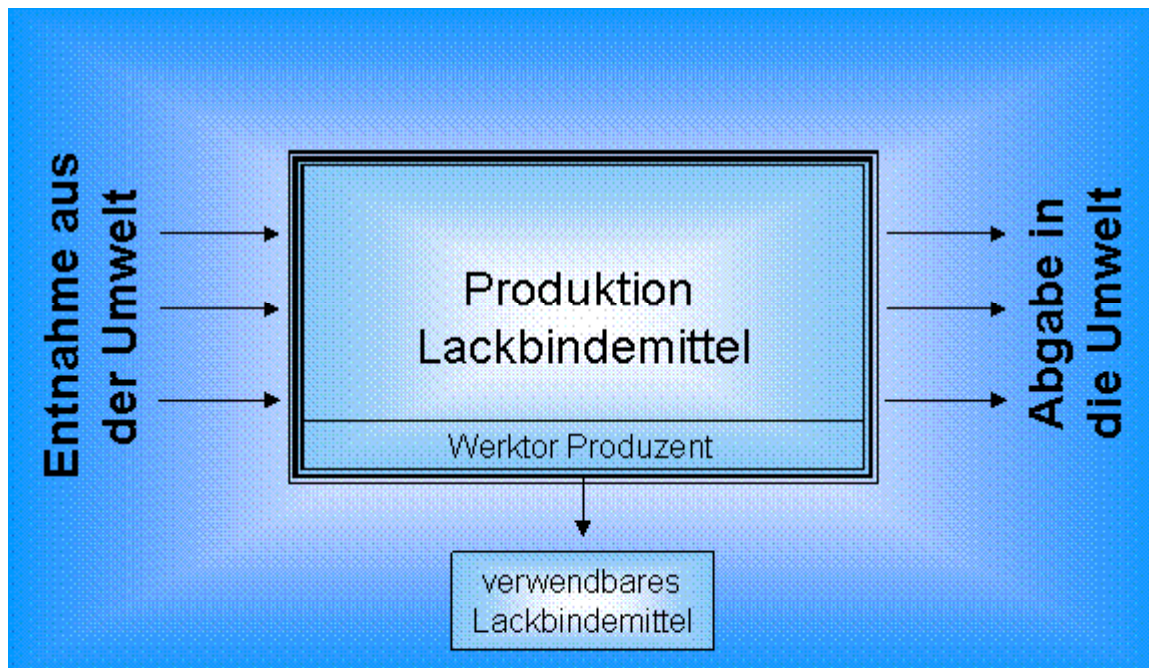 Entnahme aus
der Umwelt
Produktion
Lackbindemittel
Werktor Produzent
verwendbares
Lackbindemittel
Abgabe in
die Umwelt